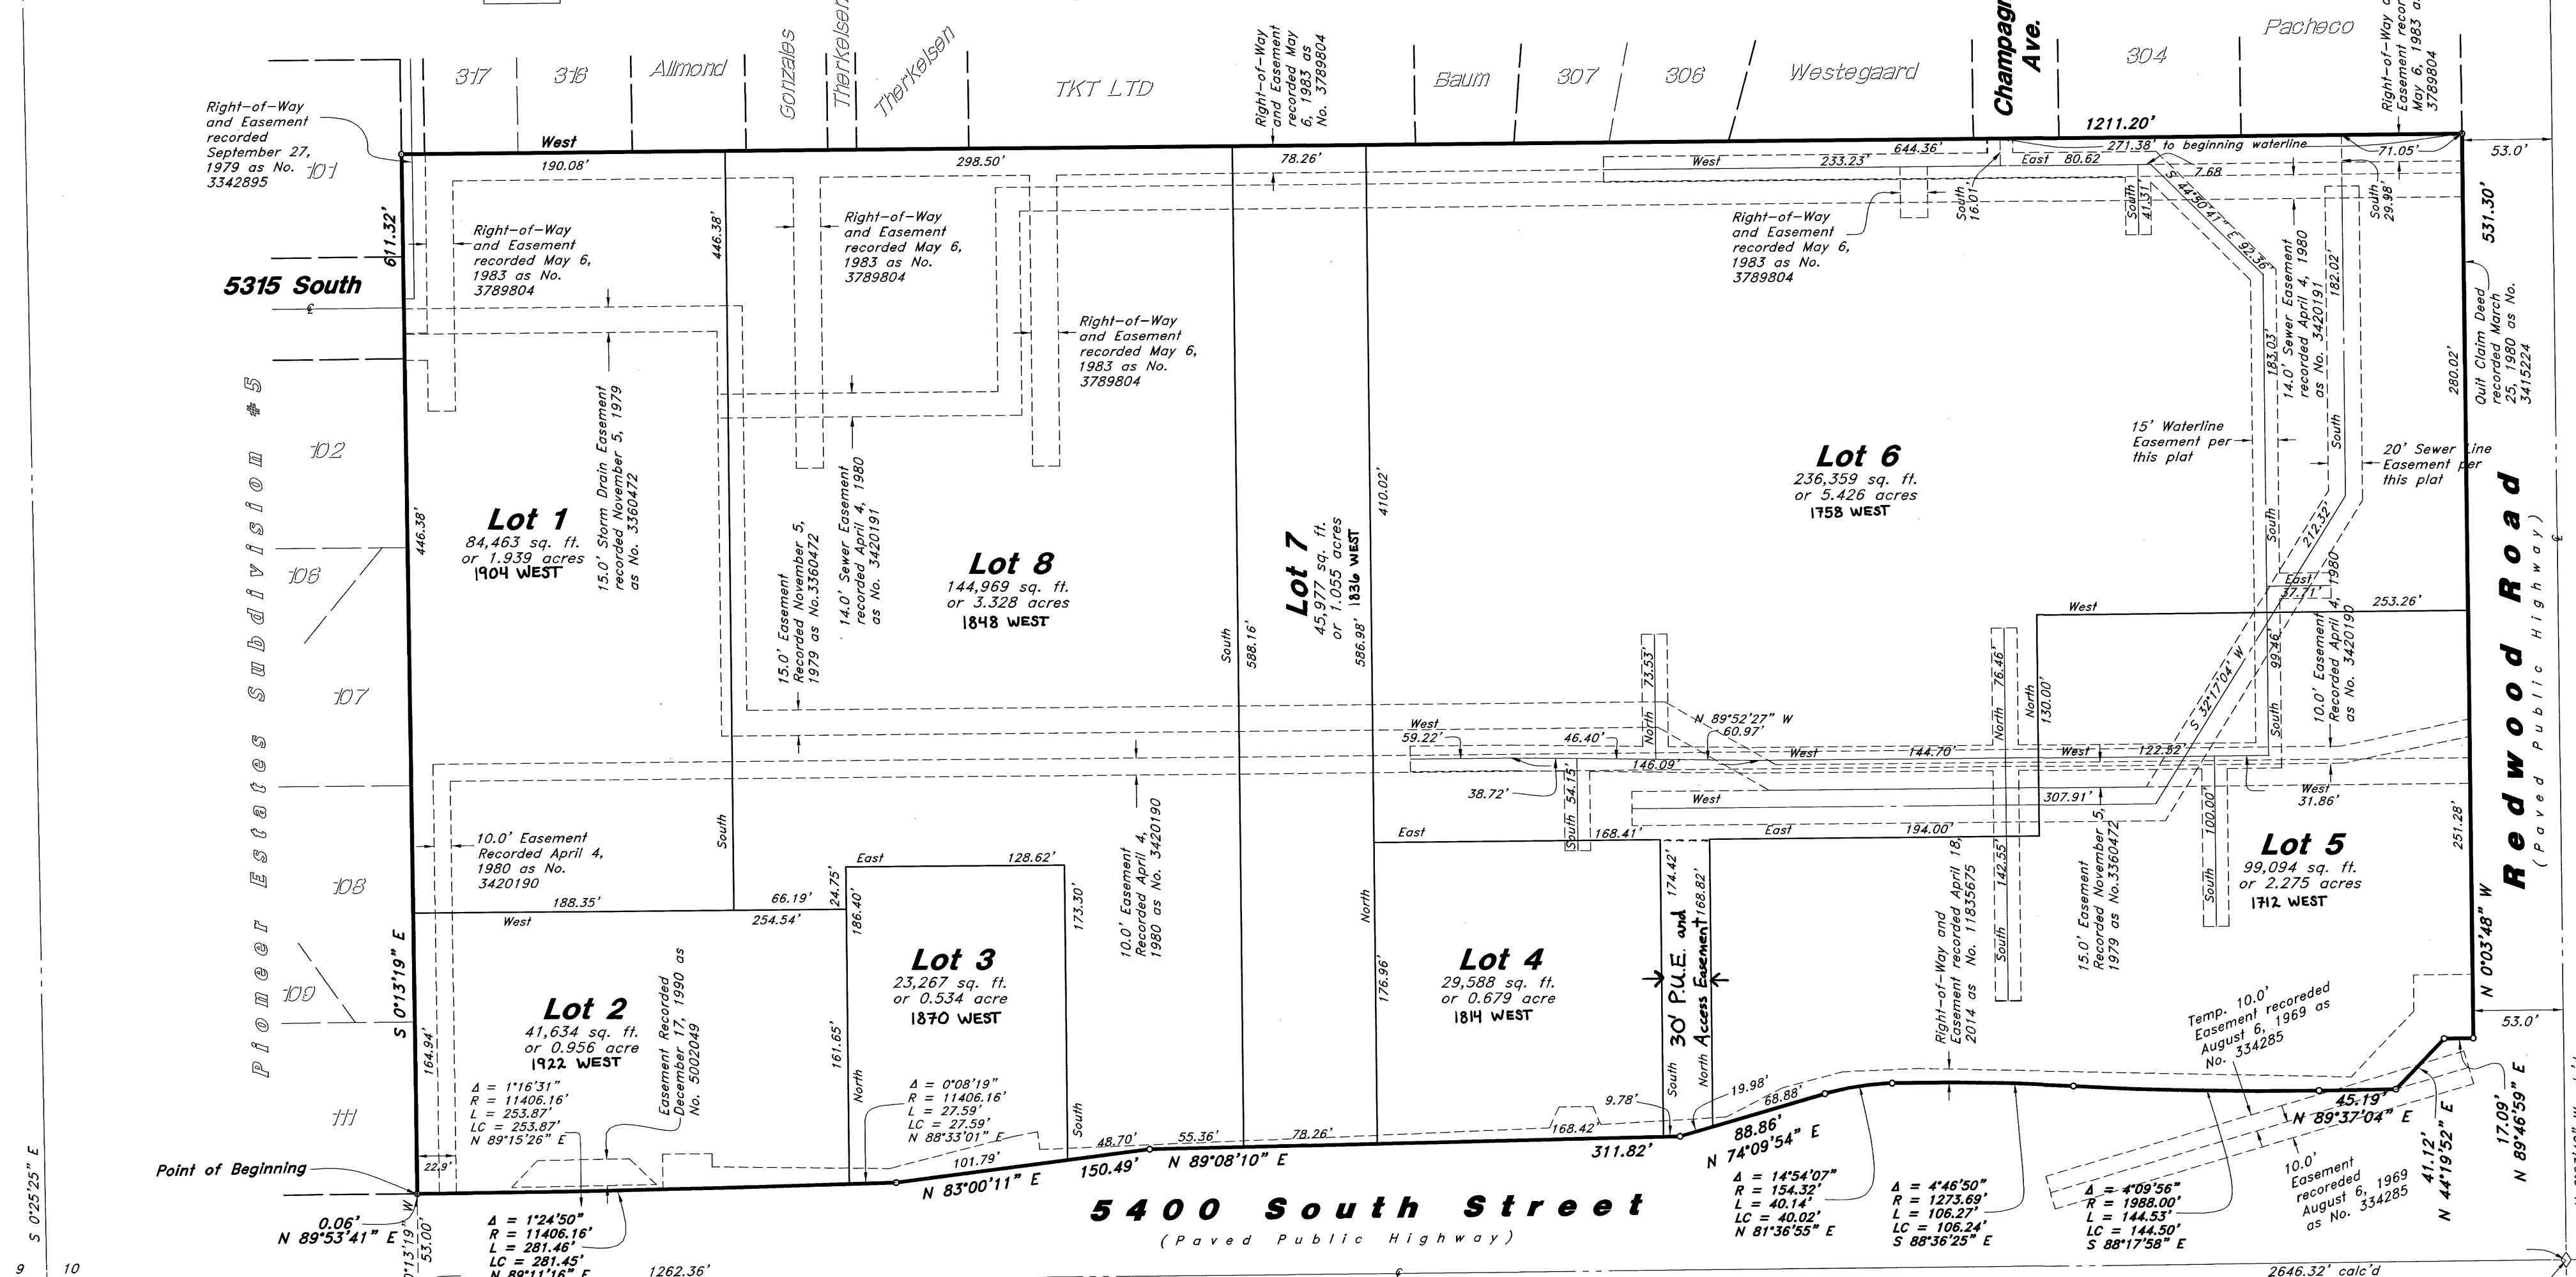 317
316
Allmond
Gonzales
Therkelsen
Therkelsen
TKT LTD
Right-of-Way
and Easement
recorded May
6, 1983 as
No. 3789804
Baum
307
306
Westegaard
Ave.
304
Pacheco
Easement recor
May 6, 1983 a
3789804
Right-of-Way
and Easement
recorded
September 27,
1979 as No.
3342895
101
West
190.08'
298.50'
78.26'
644.36'
1211.20'
271.38' to beginning waterline
71.05'
53.0'
West
233.23'
East 80.62
7.68
South
16.01'
South
41.31'
S 44°50'41" E 92.36'
South
29.98'
611.32'
531.30'
5315 South
Right-of-Way
and Easement
recorded May 6,
1983 as No.
3789804
446.38'
Right-of-Way
and Easement
recorded May 6,
1983 as No.
3789804
Right-of-Way
and Easement
recorded May 6,
1983 as No.
3789804
Right-of-Way
and Easement
recorded May 6,
1983 as No.
3789804
183.03'
14.0' Sewer Easement
recorded April 4, 1980
as No. 3420191
182.02'
280.02'
Quit Claim Deed
recorded March
25, 1980 as No.
3415224
Pioneer Estates Subdivision #5
102
106
107
108
109
111
446.38'
Lot 1
84,463 sq. ft.
or 1.939 acres
1904 WEST
15.0' Storm Drain Easement
recorded November 5, 1979
as No. 3360472
15.0' Easement
Recorded November 5,
1979 as No.3360472
14.0' Sewer Easement
recorded April 4, 1980
as No. 3420191
Lot 8
144,969 sq. ft.
or 3.328 acres
1848 WEST
South
588.16'
Lot 7
45,977 sq. ft.
or 1.055 acres
1836 WEST
586.98'
410.02'
Lot 6
236,359 sq. ft.
or 5.426 acres
1758 WEST
15' Waterline
Easement per
this plat
South
20' Sewer Line
Easement per
this plat
South
212.32'
East
37.71'
West
253.26'
Redwood Road
(Paved Public Highway)
S 32°17'04" W
99.46'
South
10.0' Easement
Recorded April 4, 1980
as No. 3420190
North
73.53'
North
76.46'
North
130.00'
West
59.22'
46.40'
N 89°52'27" W
60.97'
146.09'
38.72'
West
144.70'
West
122.52'
West
31.86'
West
307.91'
South
54.15'
South
100.00'
East
168.41'
East
194.00'
10.0' Easement
Recorded April 4,
1980 as No.
3420190
South
188.35'
West
66.19'
254.54'
24.75'
186.40'
East
128.62'
173.30'
10.0' Easement
Recorded April 4,
1980 as No. 3420190
Lot 3
23,267 sq. ft.
or 0.534 acre
1870 WEST
North
176.96'
Lot 4
29,588 sq. ft.
or 0.679 acre
1814 WEST
South
174.42'
30' P.U.E. and
Access Easement
North
168.82'
Right-of-Way and
Easement recorded April 18,
2014 as No. 11835675
South
142.55'
15.0' Easement
Recorded November 5,
1979 as No.3360472
Lot 5
99,094 sq. ft.
or 2.275 acres
1712 WEST
251.28'
N 0°03'48" W
53.0'
S 0°13'19" E
164.94'
Lot 2
41,634 sq. ft.
or 0.956 acre
1922 WEST
Δ = 1°16'31"
R = 11406.16'
L = 253.87'
LC = 253.87'
N 89°15'26" E
Easement Recorded
December 17, 1990 as
No. 5002049
161.65'
North
Δ = 0°08'19"
R = 11406.16'
L = 27.59'
LC = 27.59'
N 88°33'01" E
South
Temp. 10.0'
Easement recoreded
August 6, 1969 as
No. 334285
22.9'
101.79'
48.70'
55.36'
78.26'
168.42'
9.78'
19.98'
68.88'
N 83°00'11" E
150.49'
N 89°08'10" E
311.82'
88.86'
N 74°09'54" E
45.19'
N 89°37'04" E
41.12'
N 44°19'52" E
17.09'
N 89°46'59" E
10.0'
Easement
recoreded
August 6, 1969
as No. 334285
Point of Beginning
0.06'
N 89°53'41" E
53.00'
Δ = 1°24'50"
R = 11406.16'
L = 281.46'
LC = 281.45'
N 89°11'16" E
5400 South Street
(Paved Public Highway)
Δ = 14°54'07"
R = 154.32'
L = 40.14'
LC = 40.02'
N 81°36'55" E
Δ = 4°46'50"
R = 1273.69'
L = 106.27'
LC = 106.24'
S 88°36'25" E
Δ = 4°09'56"
R = 1988.00'
L = 144.53'
LC = 144.50'
S 88°17'58" E
S 0°25'25" E
9
10
1262.36'
2646.32' calc'd